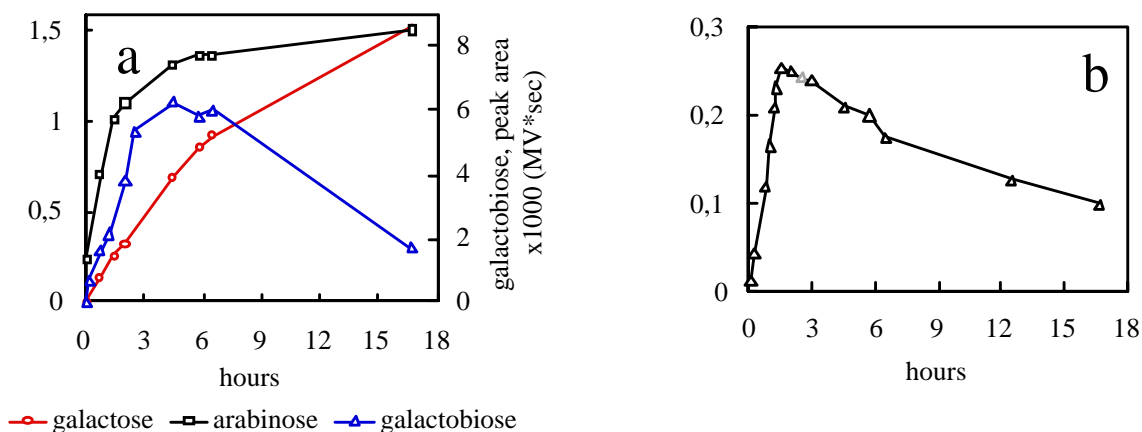 a
1,5
1
0,5
0
8
6
4
2
0
galactobiose, peak area
x1000 (MV*sec)
0 3 6 9 12 15 18
hours
galactose arabinose galactobiose
b
0,3
0,2
0,1
0
0 3 6 9 12 15 18
hours